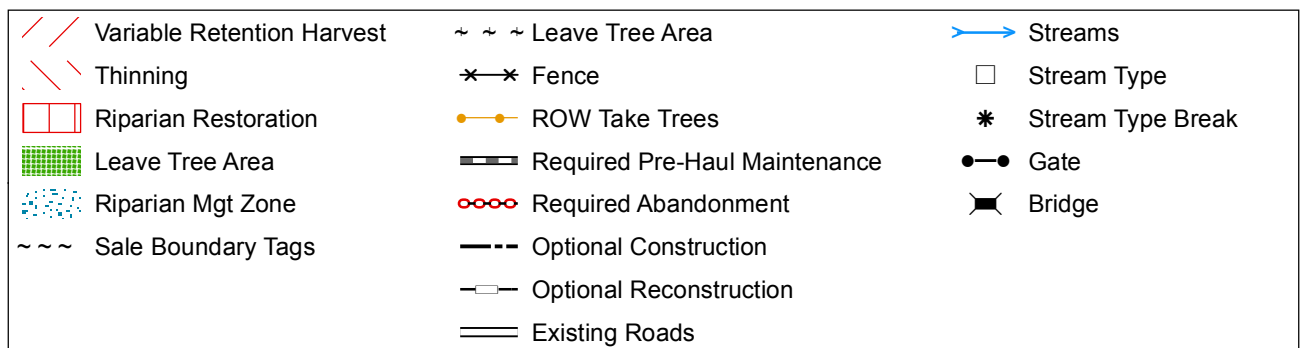 Variable Retention Harvest
Thinning
Riparian Restoration
Leave Tree Area
Riparian Mgt Zone
Sale Boundary Tags
Leave Tree Area
Fence
ROW Take Trees
Required Pre-Haul Maintenance
Required Abandonment
Optional Construction
Optional Reconstruction
Existing Roads
Streams
Stream Type
Stream Type Break
Gate
Bridge